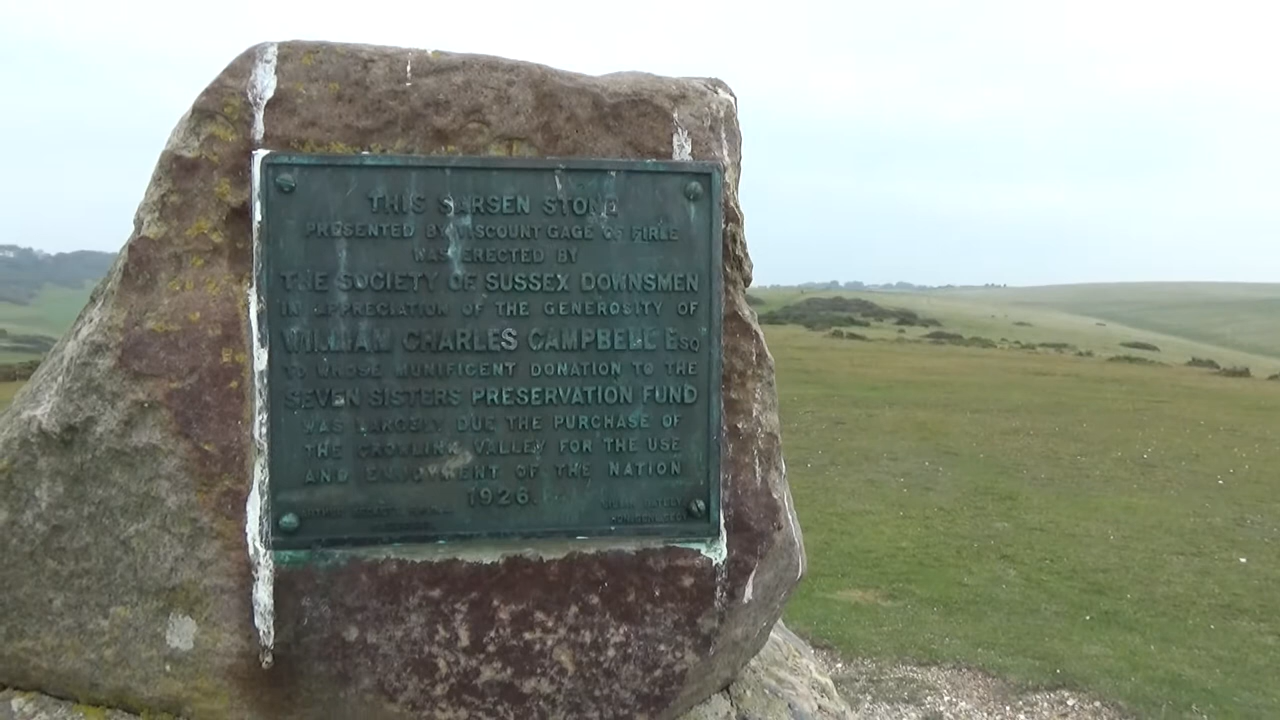 THIS SARSEN STONE
PRESENTED BY VISCOUNT GAGE OF FIRLE
WAS ERECTED BY
THE SOCIETY OF SUSSEX DOWNSMEN
IN APPRECIATION OF THE GENEROSITY OF
WILLIAM CHARLES CAMPBELL ESQ
TO WHOSE MUNIFICENT DONATION TO THE
SEVEN SISTERS PRESERVATION FUND
WAS LARGELY DUE THE PURCHASE OF
THE CROWLINK VALLEY FOR THE USE
AND ENJOYMENT OF THE NATION
1926.